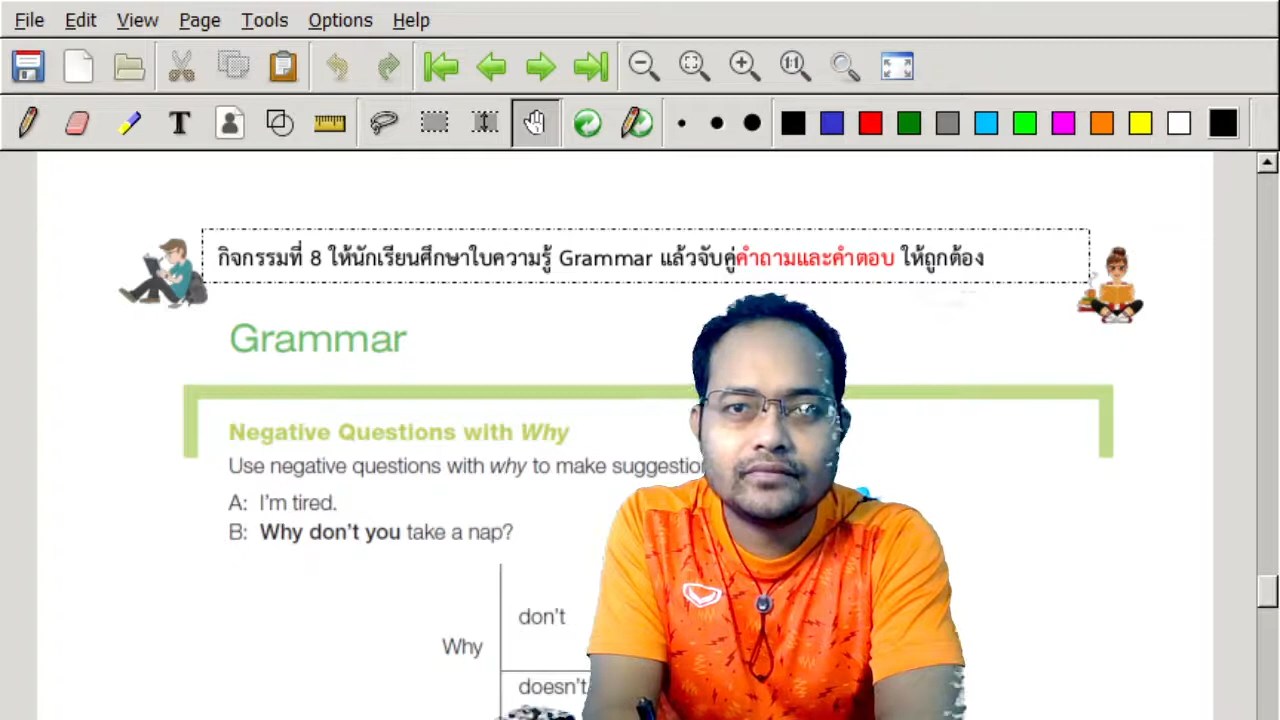 File Edit View Page Tools Options Help
T 1:1
กิจกรรมที่ 8 ให้นักเรียนศึกษาใบความรู้ Grammar แล้วจับคู่คำถามและคำตอบ ให้ถูกต้อง
Grammar
Negative Questions with Why
Use negative questions with why to make
A: I'm tired.
B: Why don't you take a nap?
don't
Why
doesn't